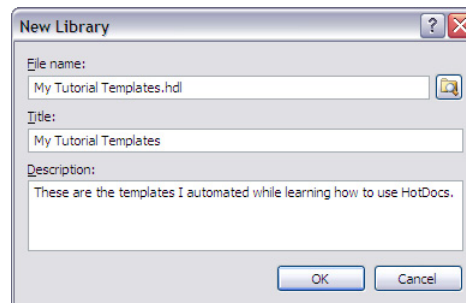 New Library
File name:
My Tutorial Templates.hdl
Title:
My Tutorial Templates
Description:
These are the templates I automated while learning how to use HotDocs.
OK Cancel